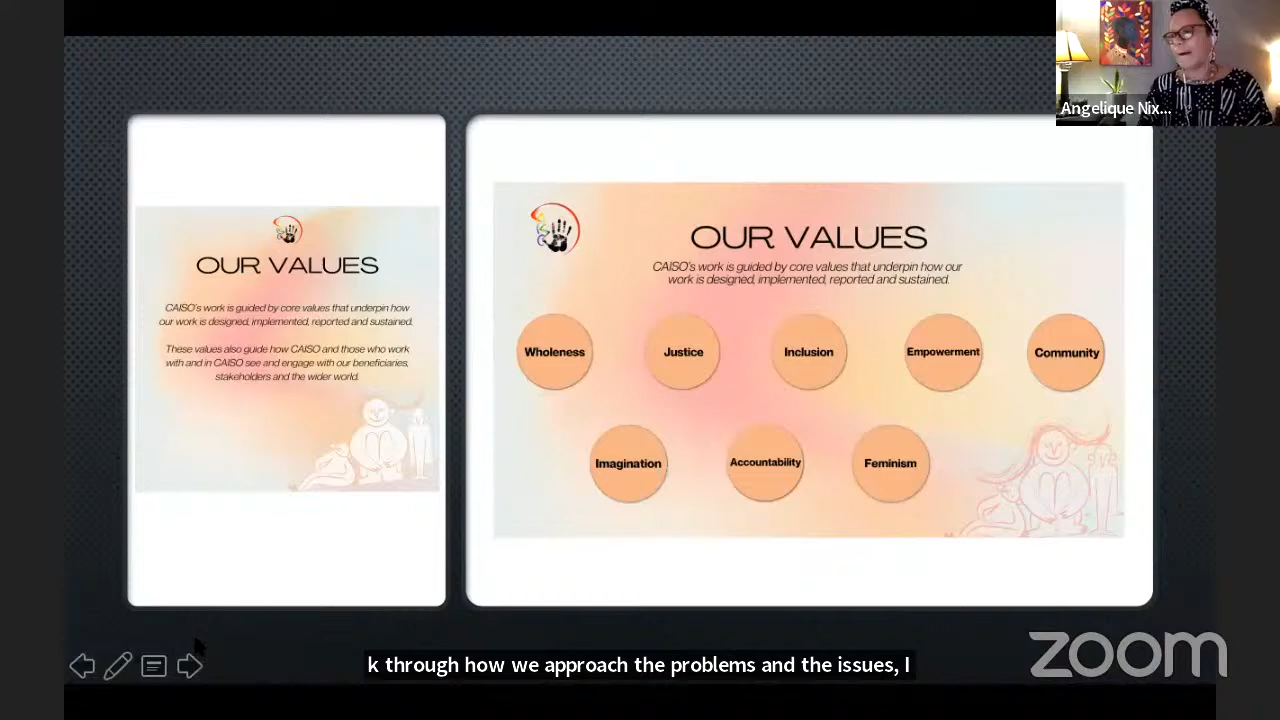 Angelique Nix...
OUR VALUES
CAISO's work is guided by core values that underpin how
our work is designed, implemented, reported and sustained.
These values also guide how CAISO and those who work
with and in CAISO see and engage with our beneficiaries,
stakeholders and the wider world.
OUR VALUES
CAISO's work is guided by core values that underpin how our
work is designed, implemented, reported and sustained.
Wholeness
Justice
Inclusion
Empowerment
Community
Imagination
Accountability
Feminism
zoom
k through how we approach the problems and the issues, I